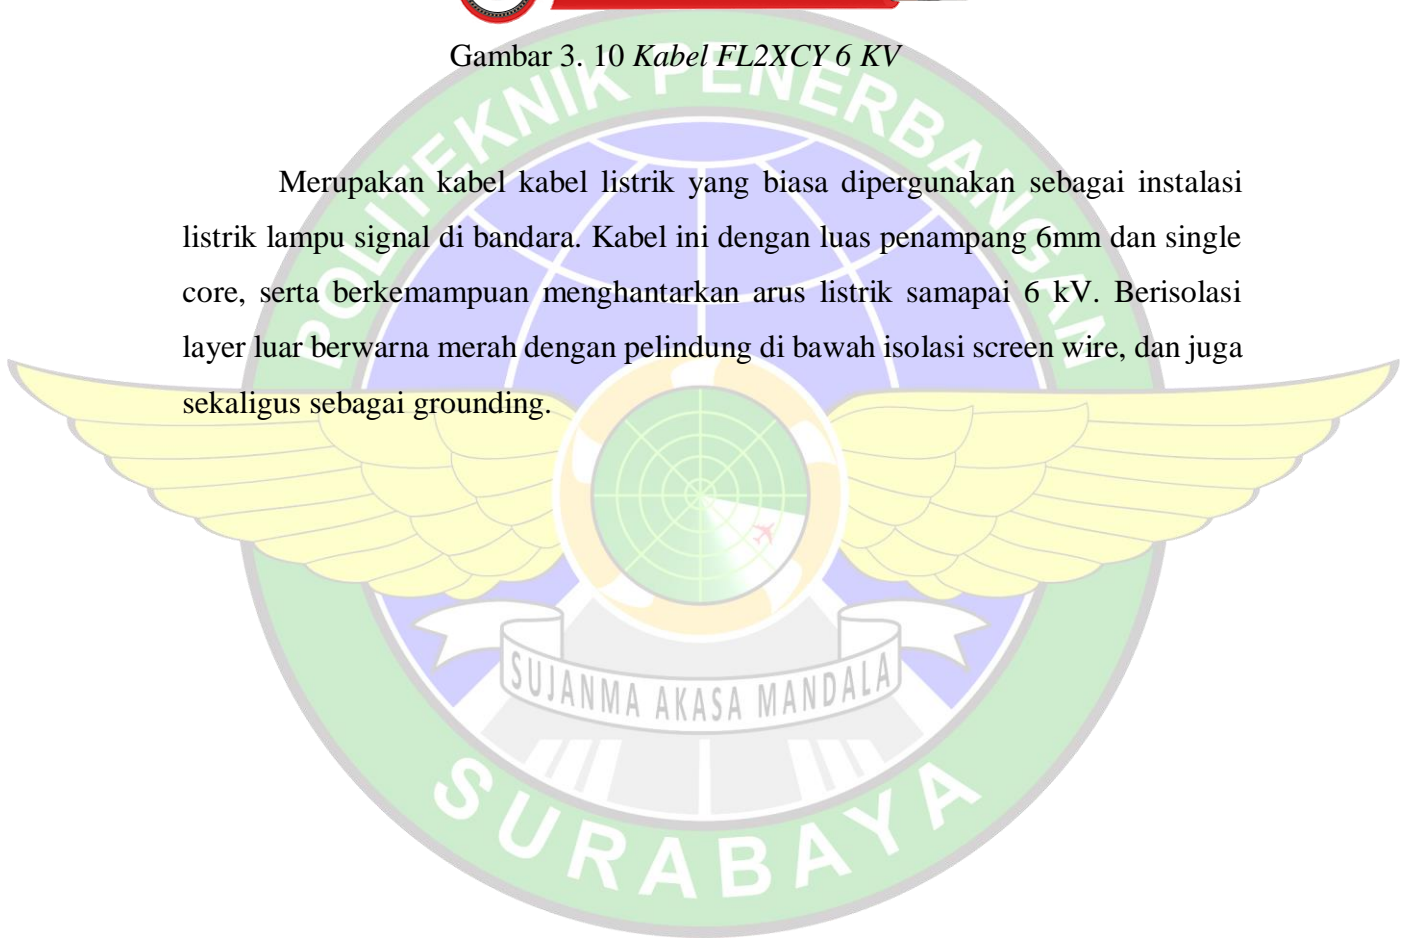 Gambar 3. 10 Kabel FL2XCY 6 KV
POLITEKNIK PENERBANGAN
Merupakan kabel kabel listrik yang biasa dipergunakan sebagai instalasi
listrik lampu signal di bandara. Kabel ini dengan luas penampang 6mm dan single
core, serta berkemampuan menghantarkan arus listrik samapai 6 kV. Berisolasi
layer luar berwarna merah dengan pelindung di bawah isolasi screen wire, dan juga
sekaligus sebagai grounding.
SUJANMA AKASA MANDALA
SURABAYA